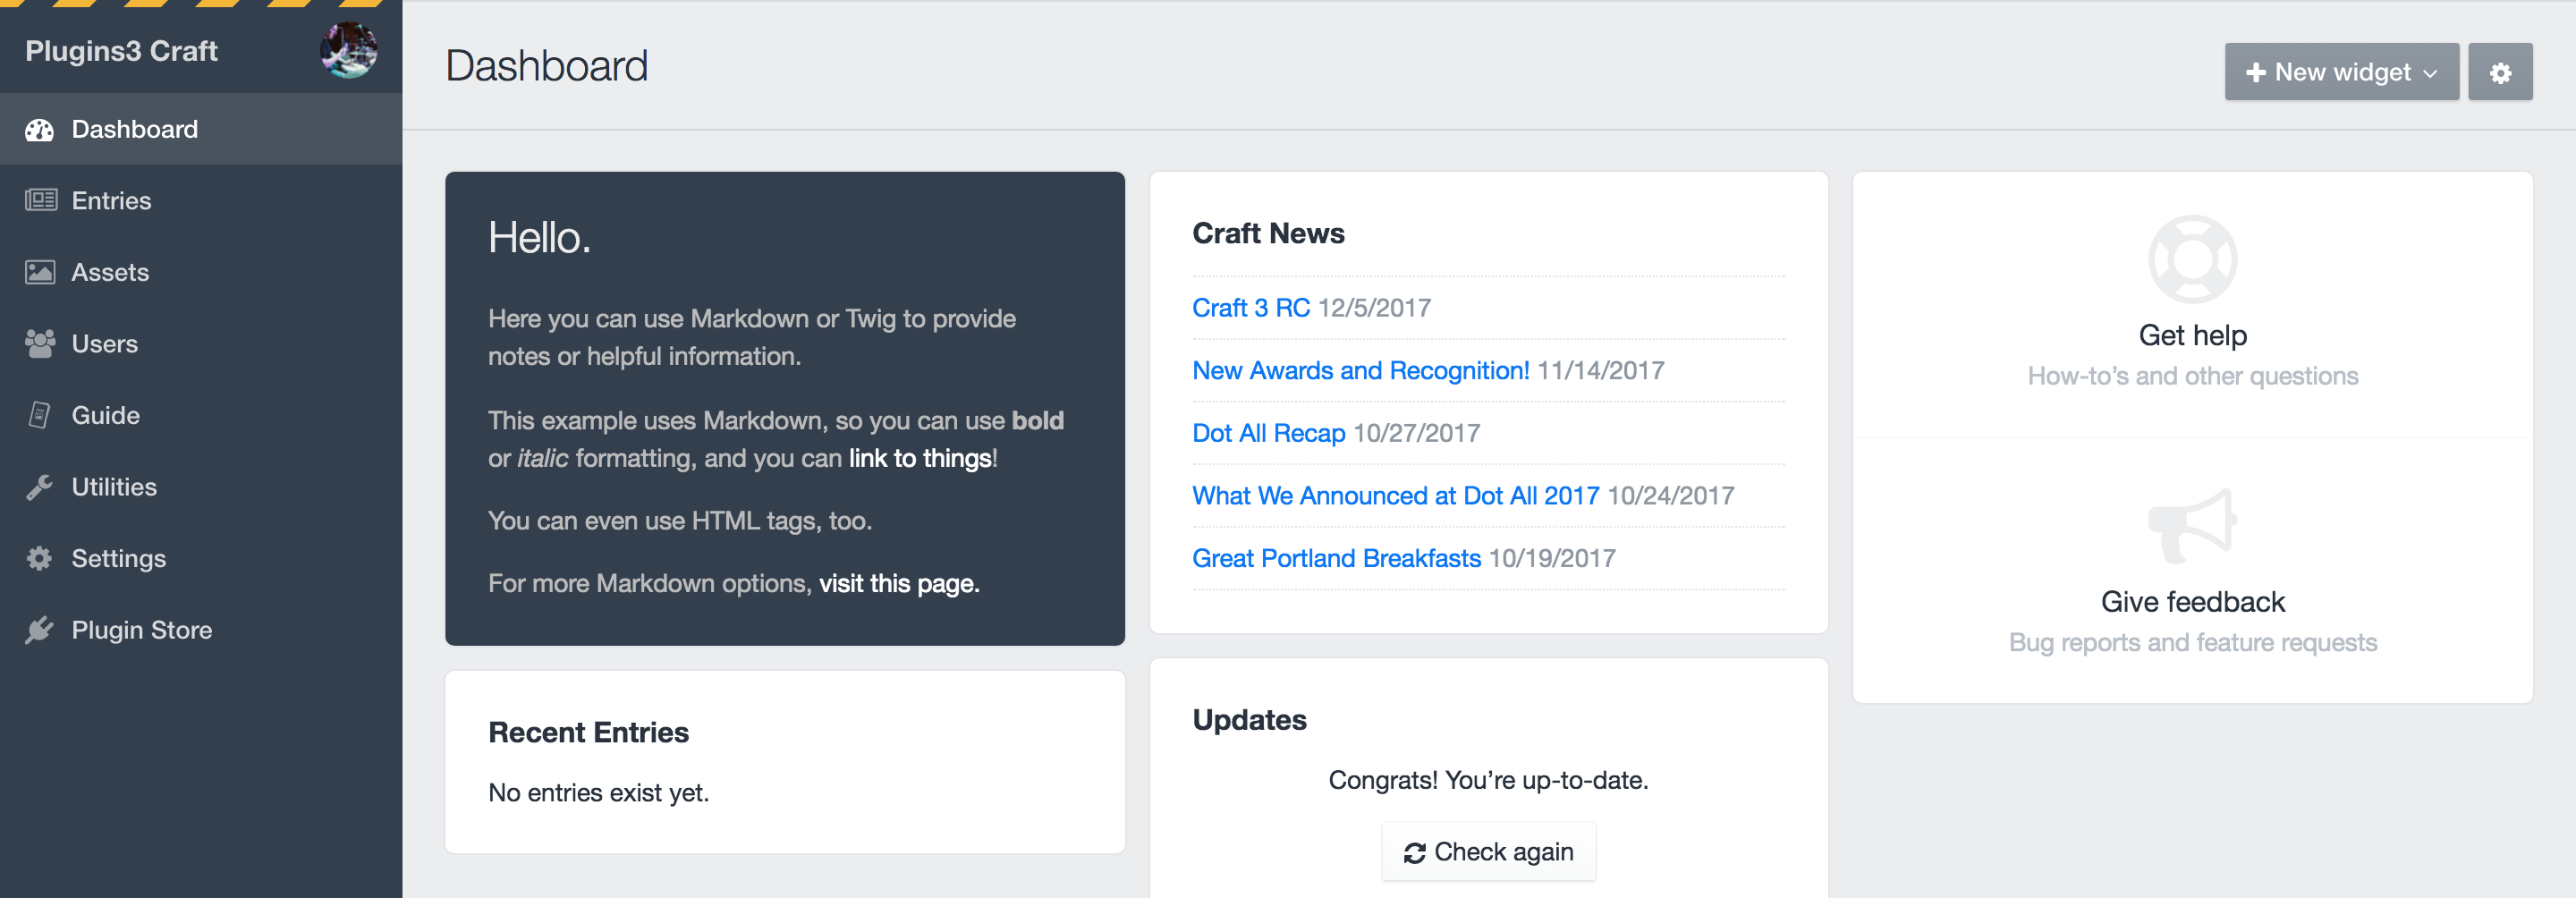 Plugins3 Craft
Dashboard
Entries
Assets
Users
Guide
Utilities
Settings
Plugin Store
Dashboard
New widget
Hello.
Here you can use Markdown or Twig to provide
notes or helpful information.
This example uses Markdown, so you can use bold
or italic formatting, and you can link to things!
You can even use HTML tags, too.
For more Markdown options, visit this page.
Recent Entries
No entries exist yet.
Craft News
Craft 3 RC 12/5/2017
New Awards and Recognition! 11/14/2017
Dot All Recap 10/27/2017
What We Announced at Dot All 2017 10/24/2017
Great Portland Breakfasts 10/19/2017
Updates
Congrats! You’re up-to-date.
Check again
Get help
How-to’s and other questions
Give feedback
Bug reports and feature requests